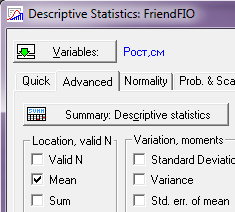 Descriptive Statistics: FriendFIO
Variables: Рост,см
Quick Advanced Normality Prob. & Sca
SUMM Summary: Descriptive statistics
Location, valid N Variation, moments
Valid N Standard Deviatio
Mean Variance
Sum Std. err. of mean